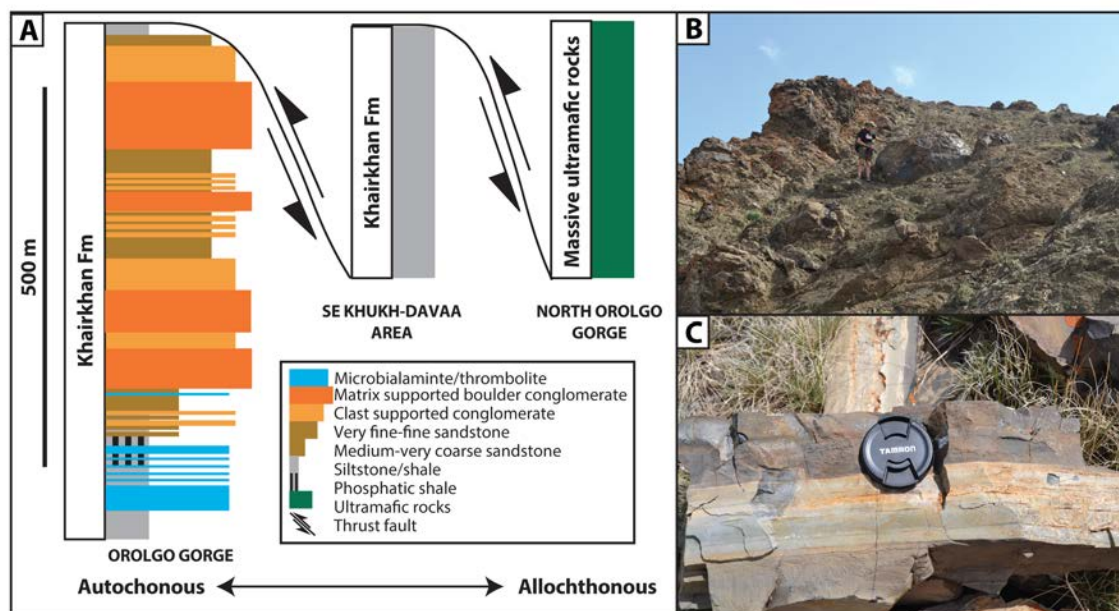 A
500 m
Khairkhan Fm
OROLGO GORGE
Khairkhan Fm
SE KHUKH-DAVAA
AREA
Massive ultramafic rocks
NORTH OROLGO
GORGE
Microbialaminte/thrombolite
Matrix supported boulder conglomerate
Clast supported conglomerate
Very fine-fine sandstone
Medium-very coarse sandstone
Siltstone/shale
Phosphatic shale
Ultramafic rocks
Thrust fault
Autochonous
Allochthonous
B
C
TAMRON